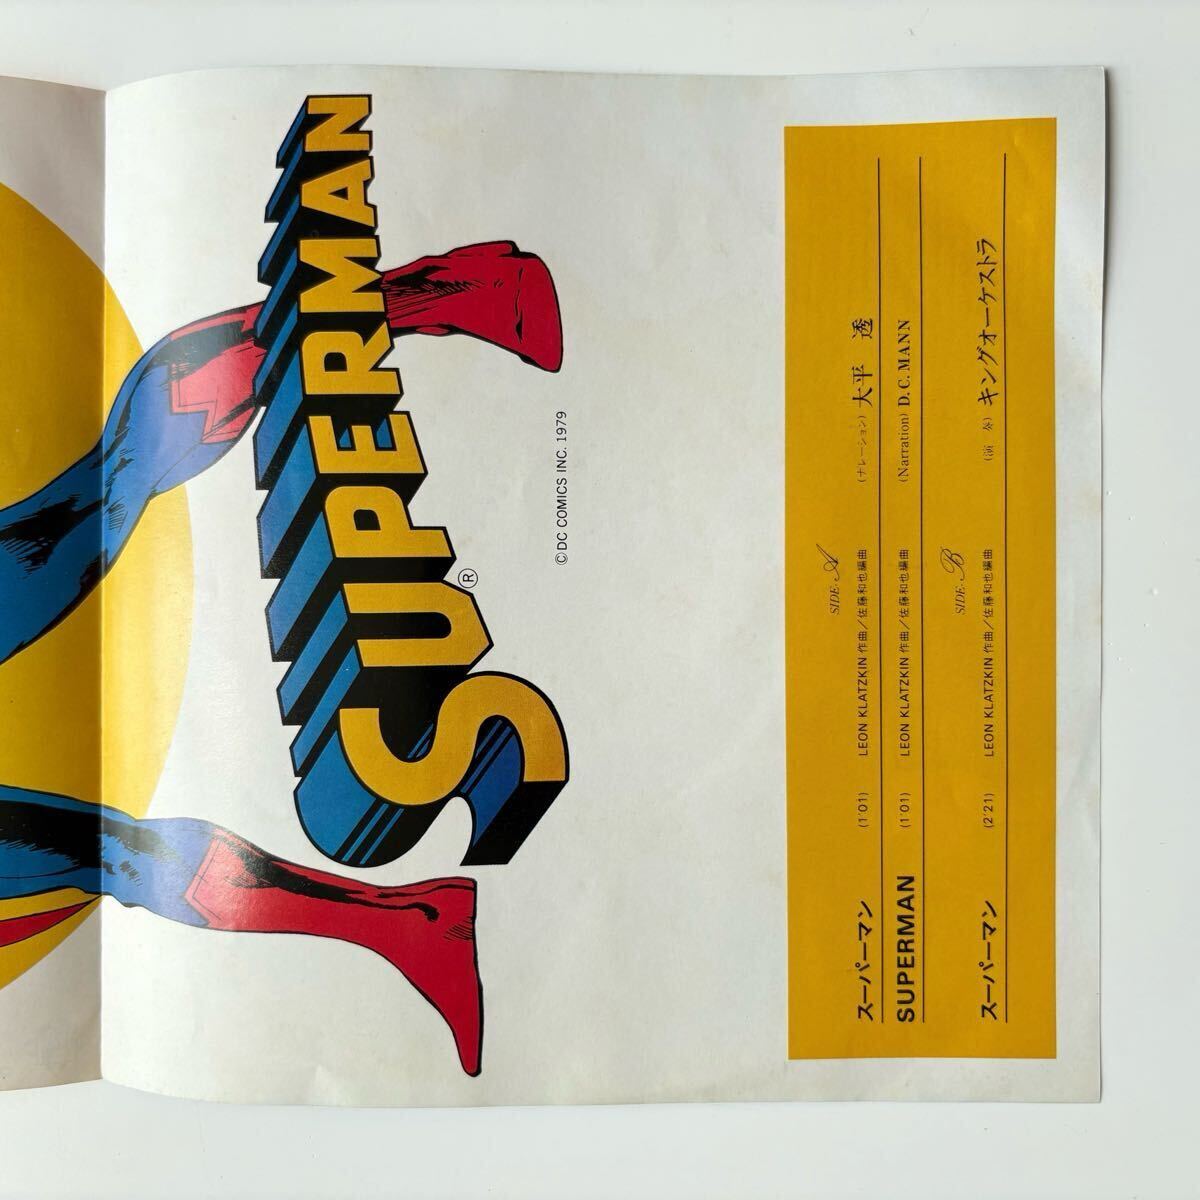 SUPERMAN®
©DC COMICS INC. 1979
SIDE. A
スーパーマン (1'01) LEON KLATZKIN 作曲／佐藤和也編曲 (ナレーション) 大平 透
SUPERMAN (1'01) LEON KLATZKIN 作曲／佐藤和也編曲 (Narration) D. C. MANN
SIDE. B
スーパーマン (2'21) LEON KLATZKIN 作曲／佐藤和也編曲 (演 奏) キングオーケストラ